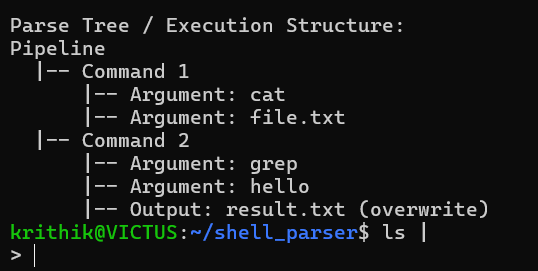 Parse Tree / Execution Structure:
Pipeline
  |-- Command 1
      |-- Argument: cat
      |-- Argument: file.txt
  |-- Command 2
      |-- Argument: grep
      |-- Argument: hello
      |-- Output: result.txt (overwrite)
krithik@VICTUS:~/shell_parser$ ls |
>